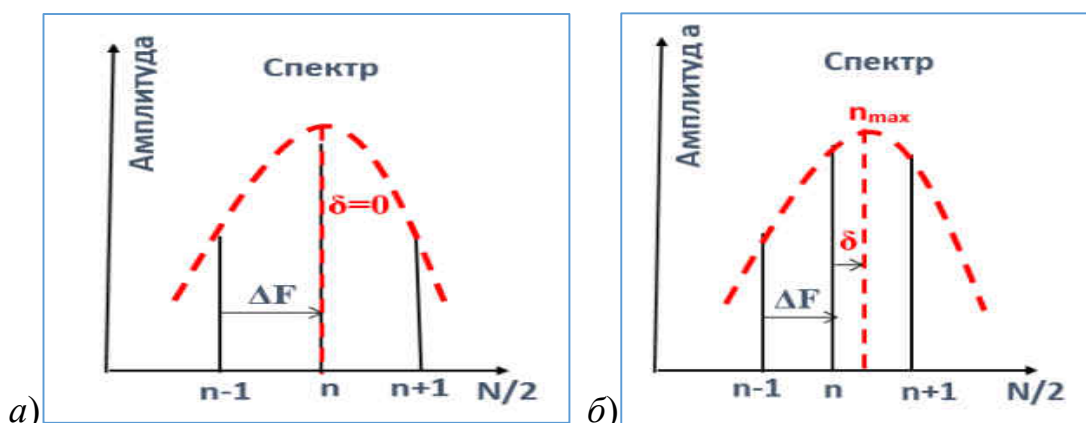 Амплитуда
Спектр
δ=0
ΔF
n-1
n
n+1
N/2
а)
Амплитуд а
Спектр
nmax
δ
ΔF
n-1
n
n+1
N/2
б)